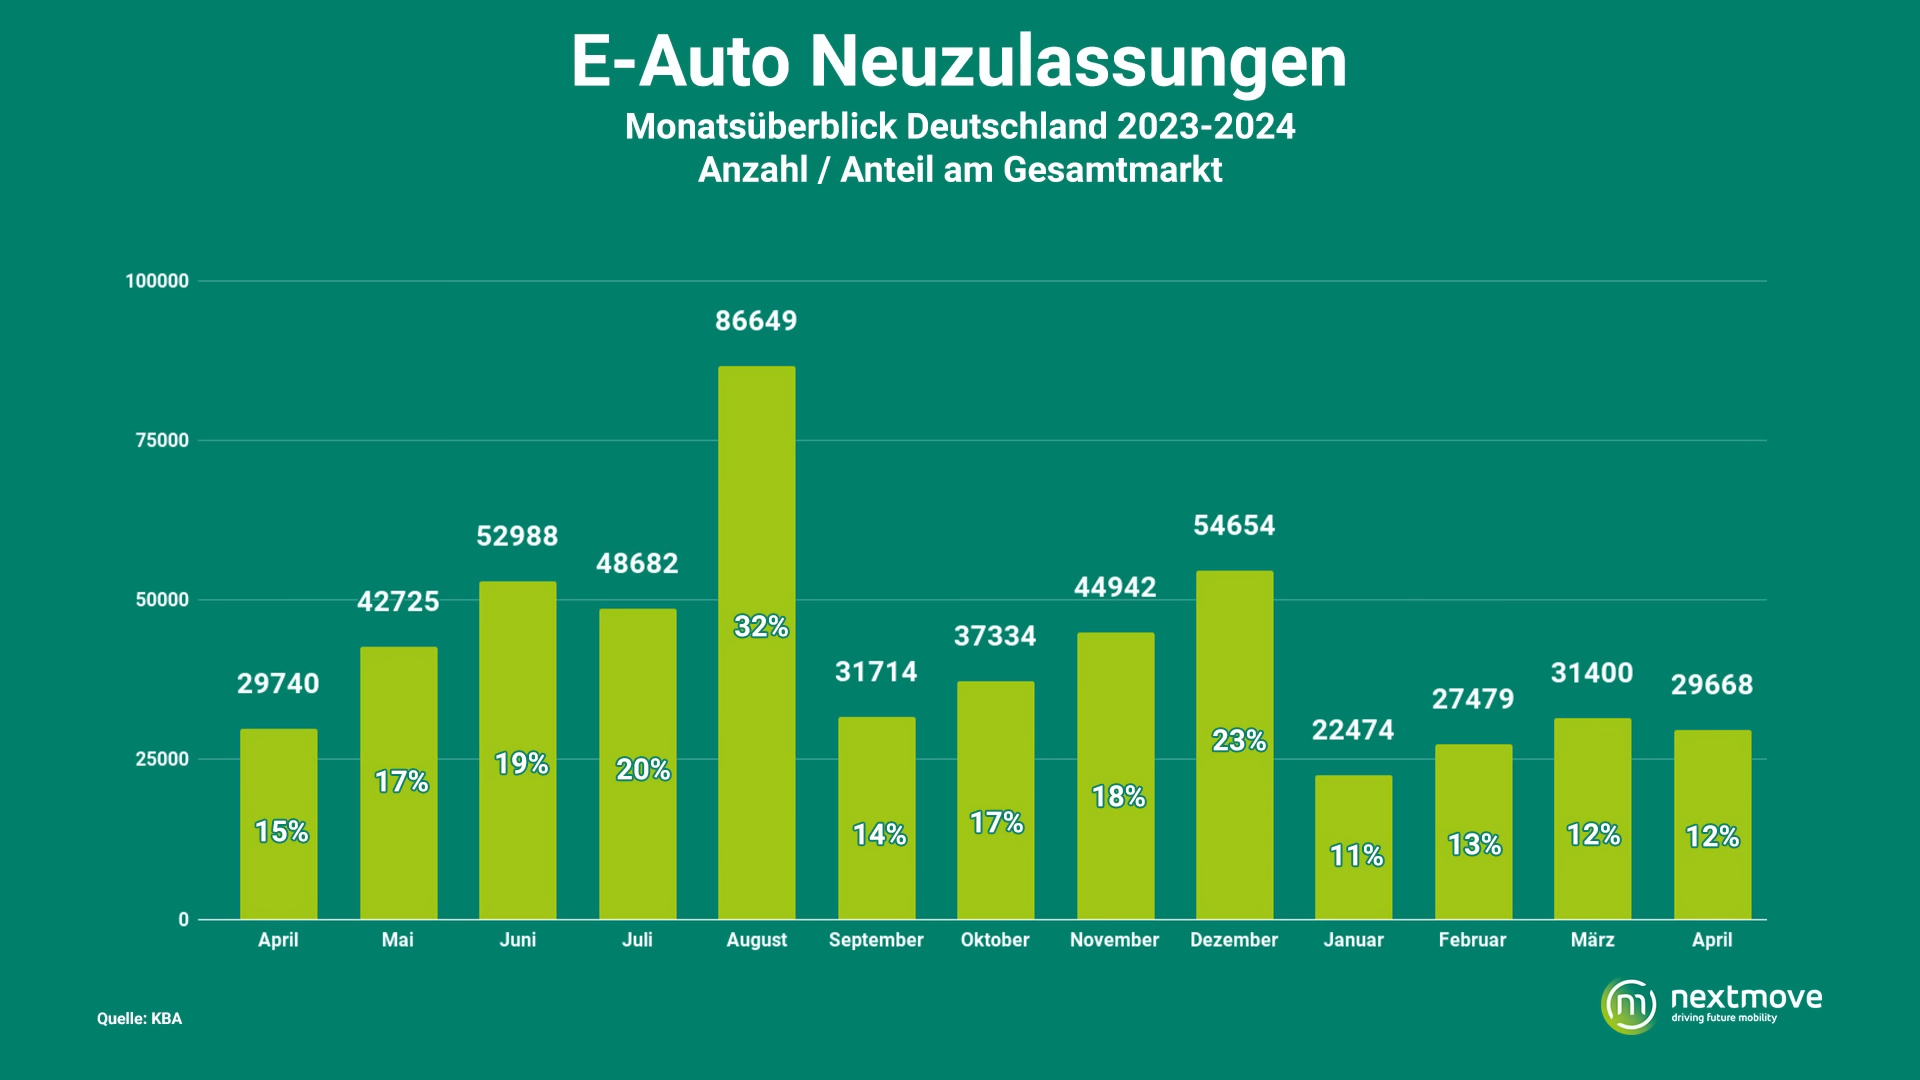 E-Auto Neuzulassungen
Monatsüberblick Deutschland 2023-2024
Anzahl / Anteil am Gesamtmarkt
100000
75000
50000
25000
0
29740
42725
52988
48682
86649
31714
37334
44942
54654
22474
27479
31400
29668
15%
17%
19%
20%
32%
14%
17%
18%
23%
11%
13%
12%
12%
April
Mai
Juni
Juli
August
September
Oktober
November
Dezember
Januar
Februar
März
April
Quelle: KBA
nextmove
driving future mobility